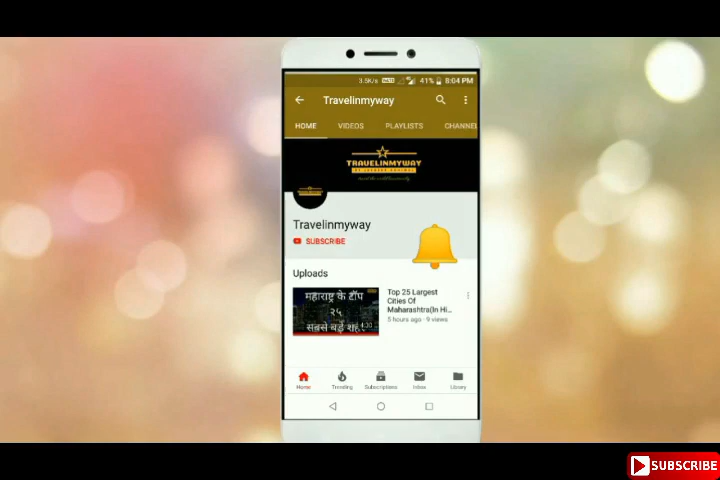 3.5K/s 41% 8:04 PM
Travelinmyway
HOME VIDEOS PLAYLISTS CHANNEL
TRAVELINMYWAY
Travelinmyway
SUBSCRIBE
Uploads
महाराष्ट्र के टॉप
२५
सबसे बड़े शहर
4:30
Top 25 Largest
Cities Of
Maharashtra(In Hi...
5 hours ago · 9 views
Home Trending Subscriptions Inbox Library
SUBSCRIBE